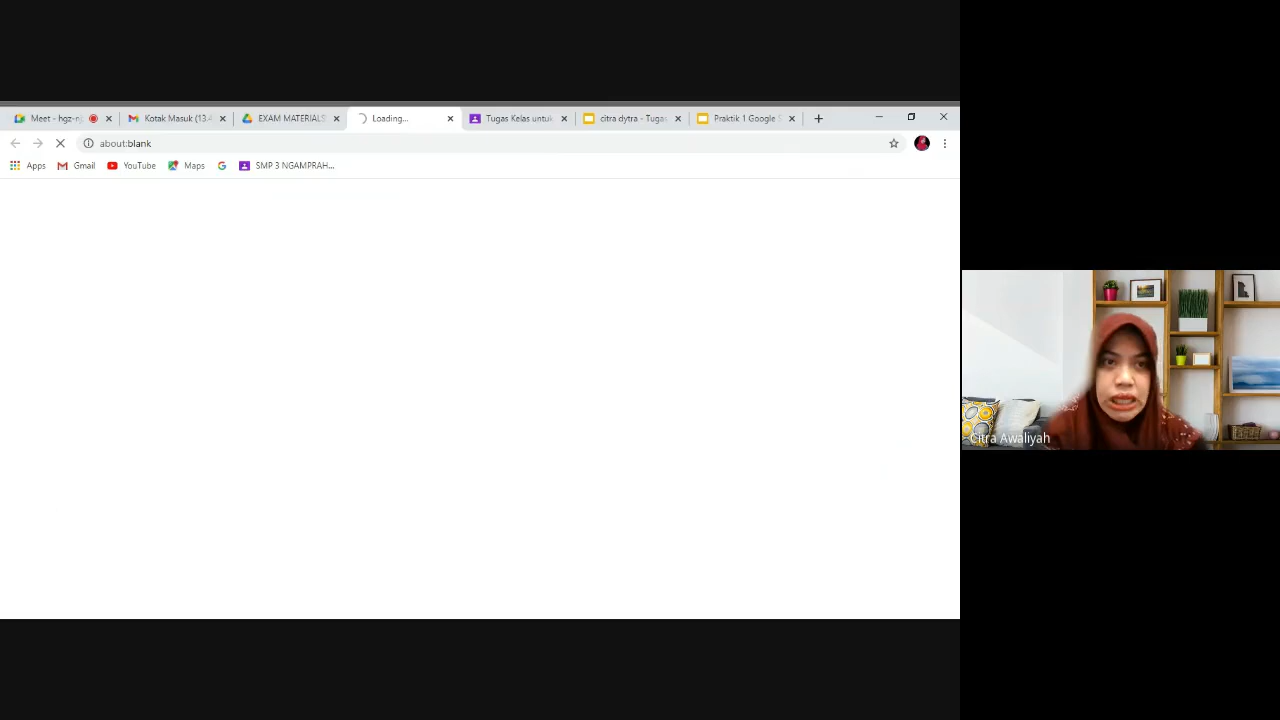 Meet - hgz-nj
Kotak Masuk (13.4
EXAM MATERIALS
Loading...
Tugas Kelas untuk
citra dytra - Tugas
Praktik 1 Google S
about:blank
Apps
Gmail
YouTube
Maps
SMP 3 NGAMPRAH...
Citra Awaliyah